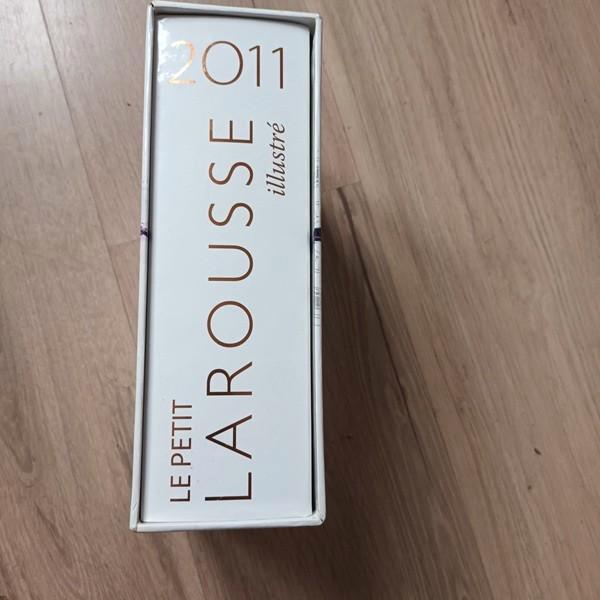 2011
LE PETIT
LAROUSSE
illustré